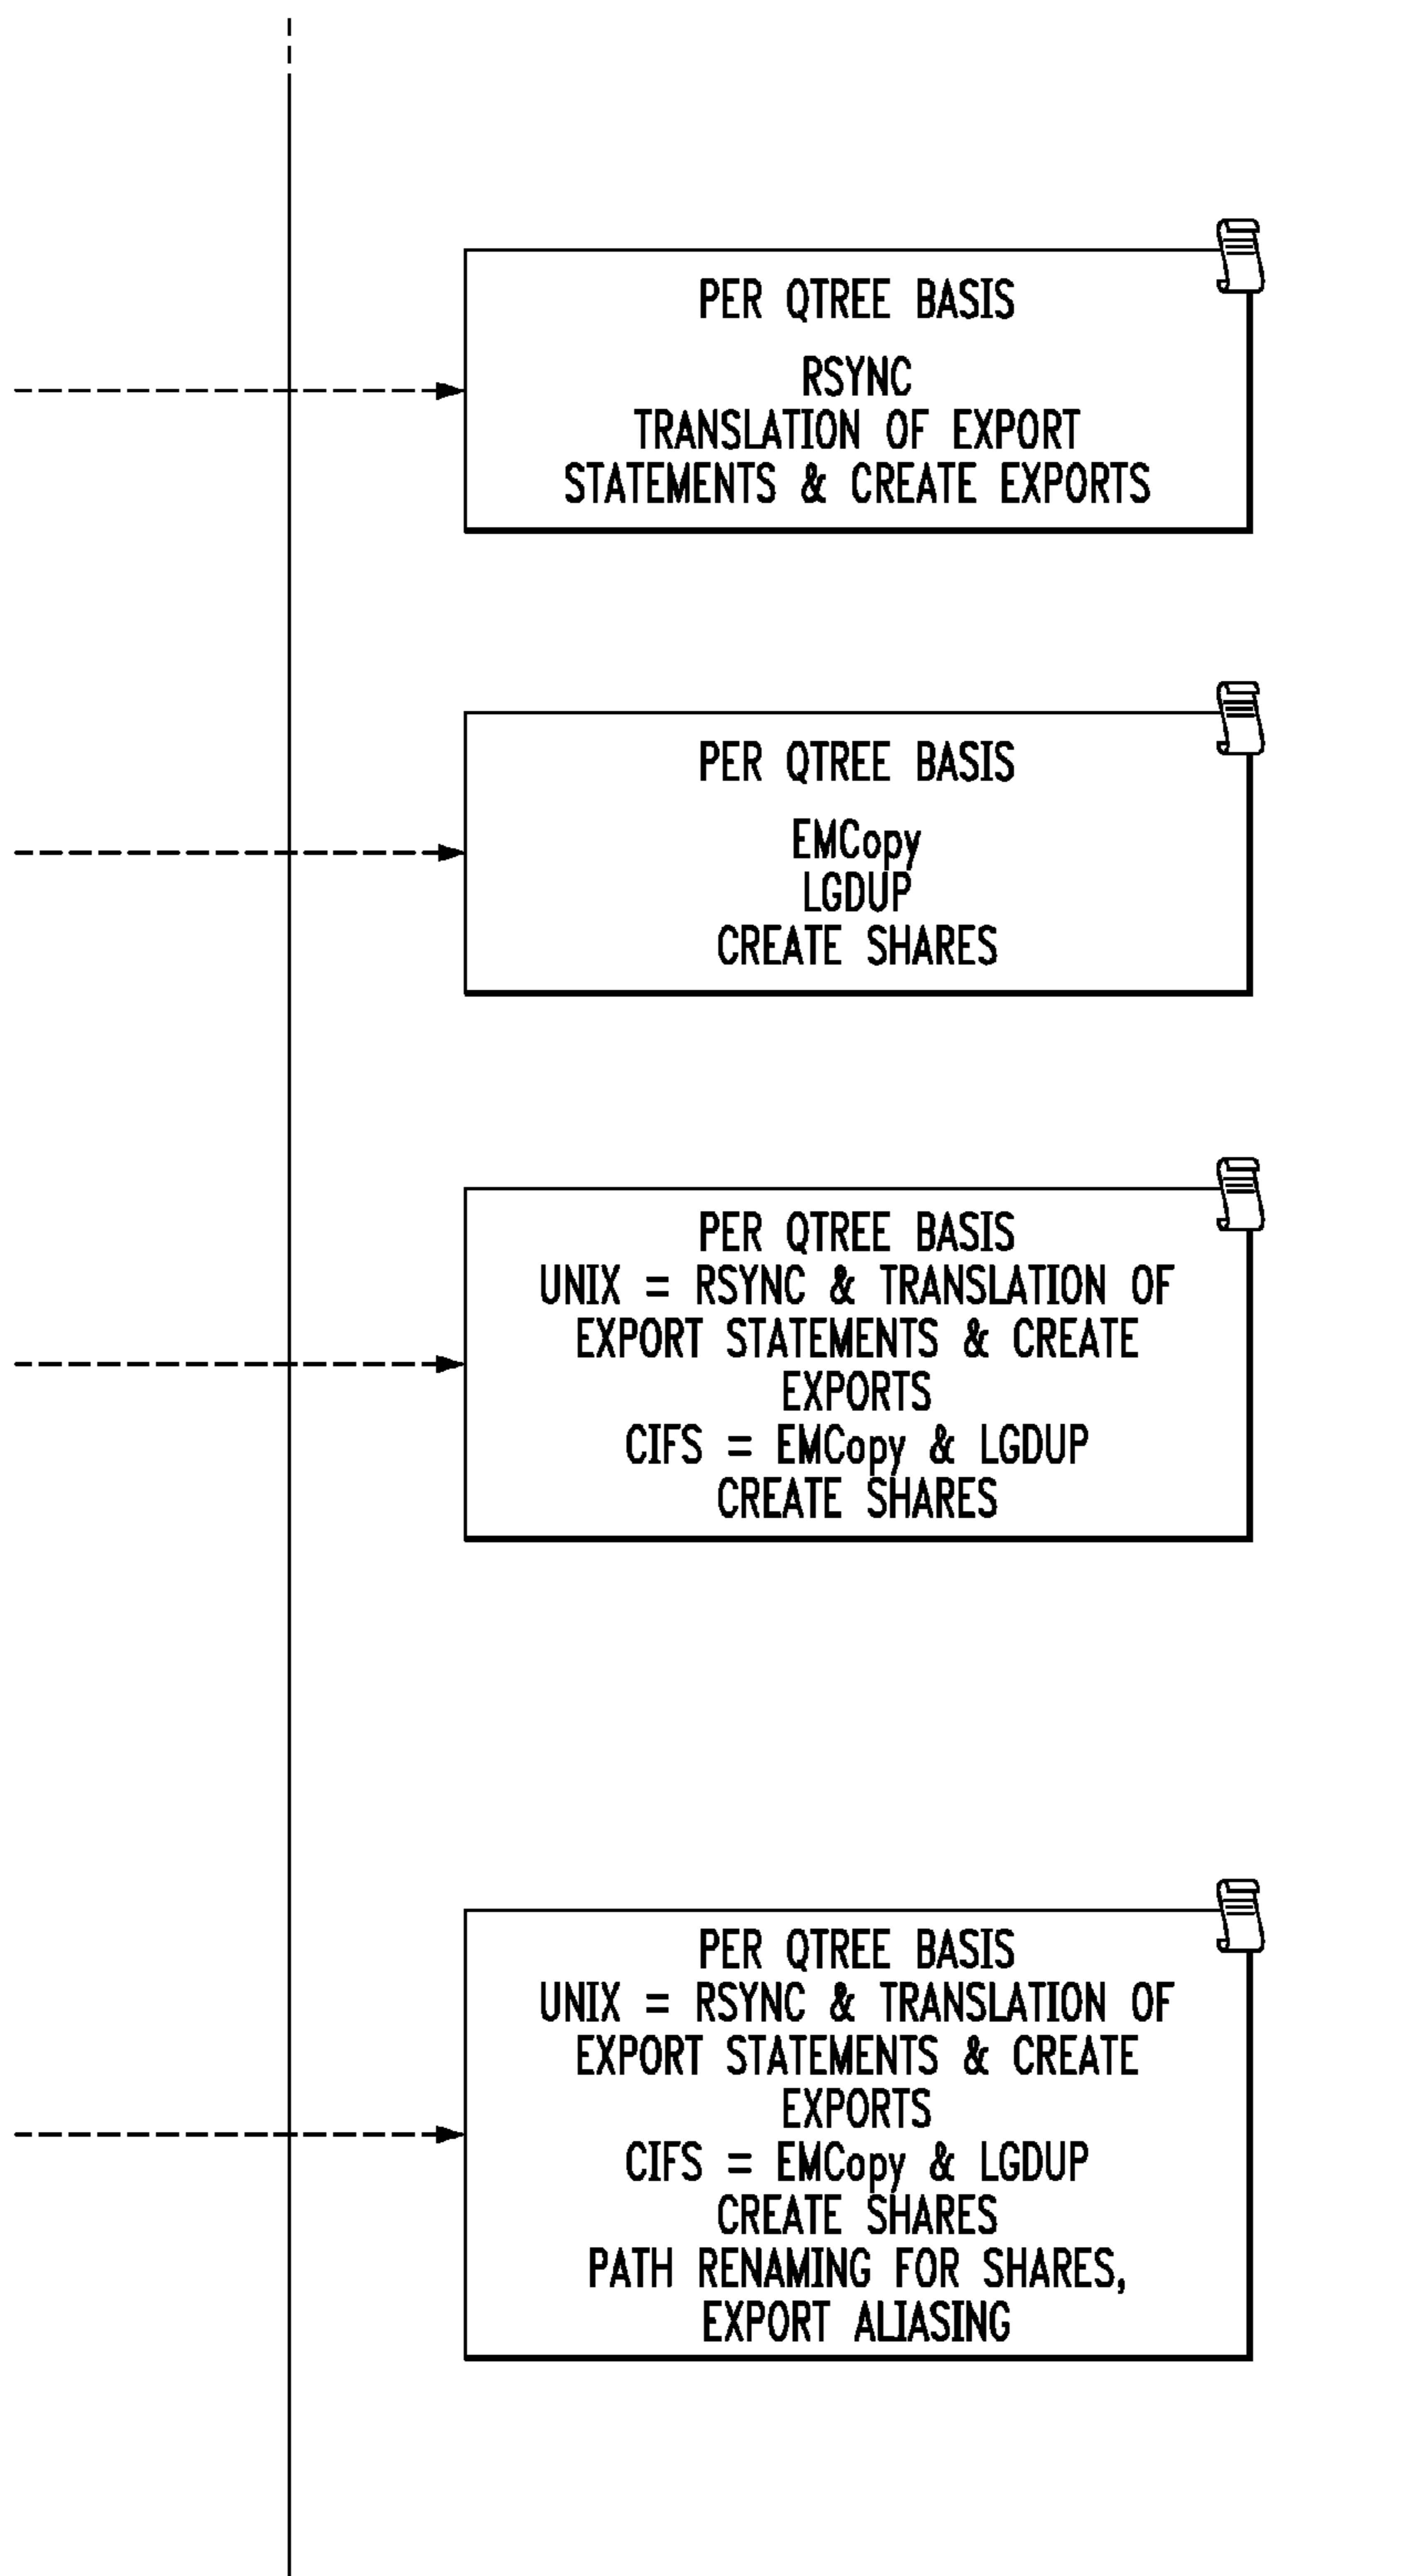 PER QTREE BASIS
RSYNC
TRANSLATION OF EXPORT
STATEMENTS & CREATE EXPORTS
PER QTREE BASIS
EMCopy
LGDUP
CREATE SHARES
PER QTREE BASIS
UNIX = RSYNC & TRANSLATION OF
EXPORT STATEMENTS & CREATE
EXPORTS
CIFS = EMCopy & LGDUP
CREATE SHARES
PER QTREE BASIS
UNIX = RSYNC & TRANSLATION OF
EXPORT STATEMENTS & CREATE
EXPORTS
CIFS = EMCopy & LGDUP
CREATE SHARES
PATH RENAMING FOR SHARES,
EXPORT ALIASING